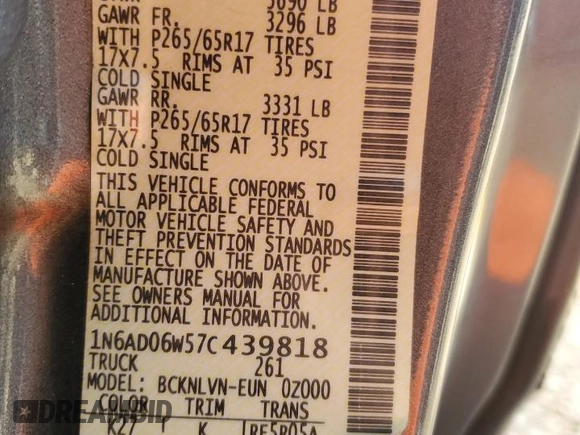 GAWR FR. 3296 LB
WITH P265/65R17 TIRES
17X7.5 RIMS AT 35 PSI
COLD SINGLE
GAWR RR. 3331 LB
WITH P265/65R17 TIRES
17X7.5 RIMS AT 35 PSI
COLD SINGLE
THIS VEHICLE CONFORMS TO
ALL APPLICABLE FEDERAL
MOTOR VEHICLE SAFETY AND
THEFT PREVENTION STANDARDS
IN EFFECT ON THE DATE OF
MANUFACTURE SHOWN ABOVE.
SEE OWNERS MANUAL FOR
ADDITIONAL INFORMATION.
1N6AD06W57C439818
TRUCK 261
MODEL: BCKNLVN-EUN 0Z000
COLOR TRIM TRANS
K27 K RE5R05A
DREAMBID